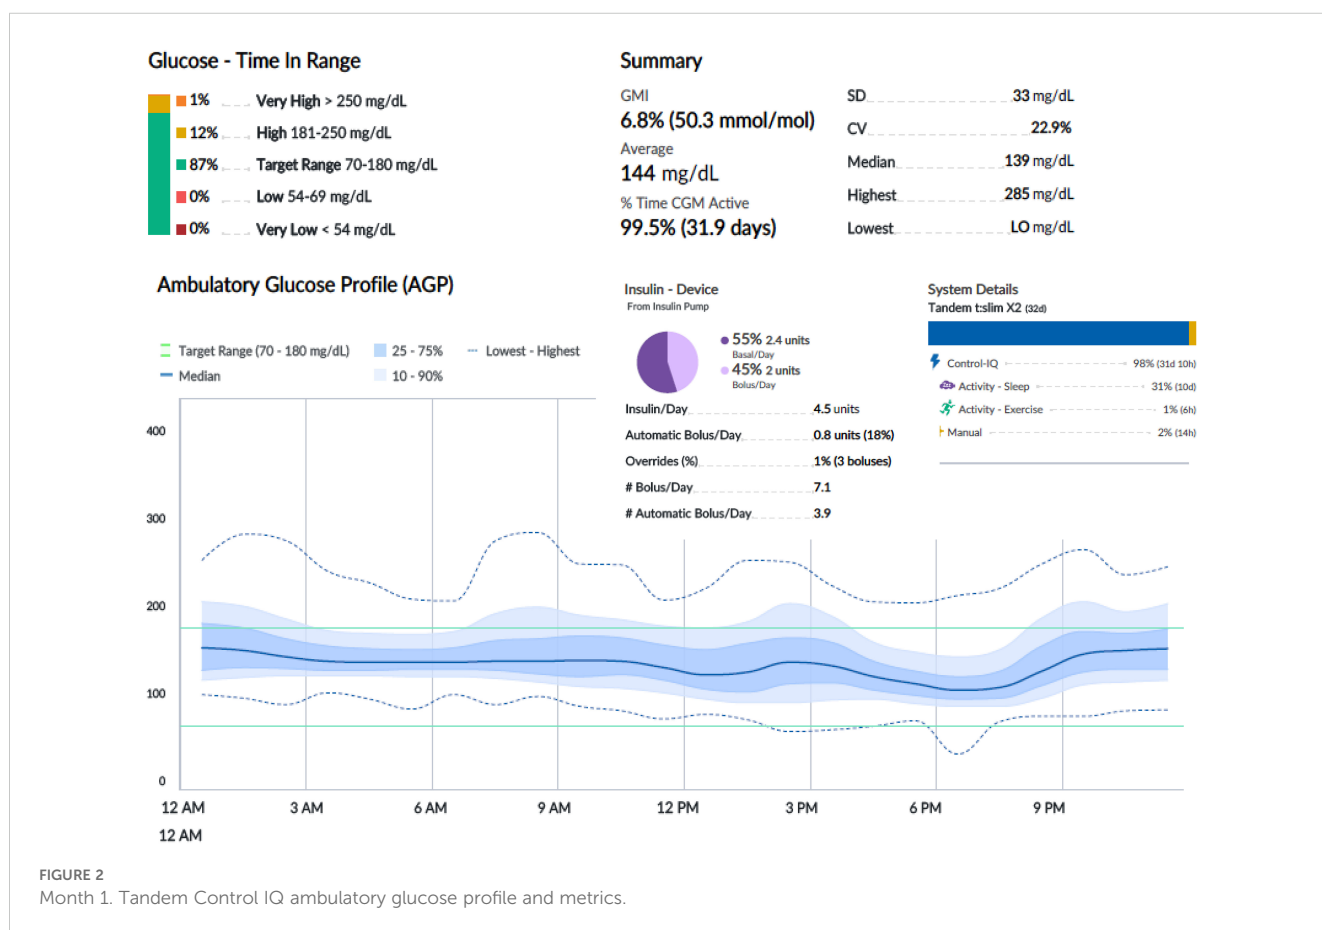 Glucose - Time In Range
1% Very High > 250 mg/dL
12% High 181-250 mg/dL
87% Target Range 70-180 mg/dL
0% Low 54-69 mg/dL
0% Very Low < 54 mg/dL
Summary
GMI
6.8% (50.3 mmol/mol)
Average
144 mg/dL
% Time CGM Active
99.5% (31.9 days)
SD 33 mg/dL
CV 22.9%
Median 139 mg/dL
Highest 285 mg/dL
Lowest LO mg/dL
Ambulatory Glucose Profile (AGP)
Target Range (70 - 180 mg/dL)
25 - 75%
Lowest - Highest
Median
10 - 90%
Insulin - Device
From Insulin Pump
55% 2.4 units
Basal/Day
45% 2 units
Bolus/Day
Insulin/Day 4.5 units
Automatic Bolus/Day 0.8 units (18%)
Overrides (%) 1% (3 boluses)
# Bolus/Day 7.1
# Automatic Bolus/Day 3.9
System Details
Tandem t:slim X2 (32d)
Control-IQ 98% (31d 10h)
Activity - Sleep 31% (10d)
Activity - Exercise 1% (6h)
Manual 2% (14h)
400
300
200
100
0
12 AM 3 AM 6 AM 9 AM 12 PM 3 PM 6 PM 9 PM
12 AM
FIGURE 2
Month 1. Tandem Control IQ ambulatory glucose profile and metrics.